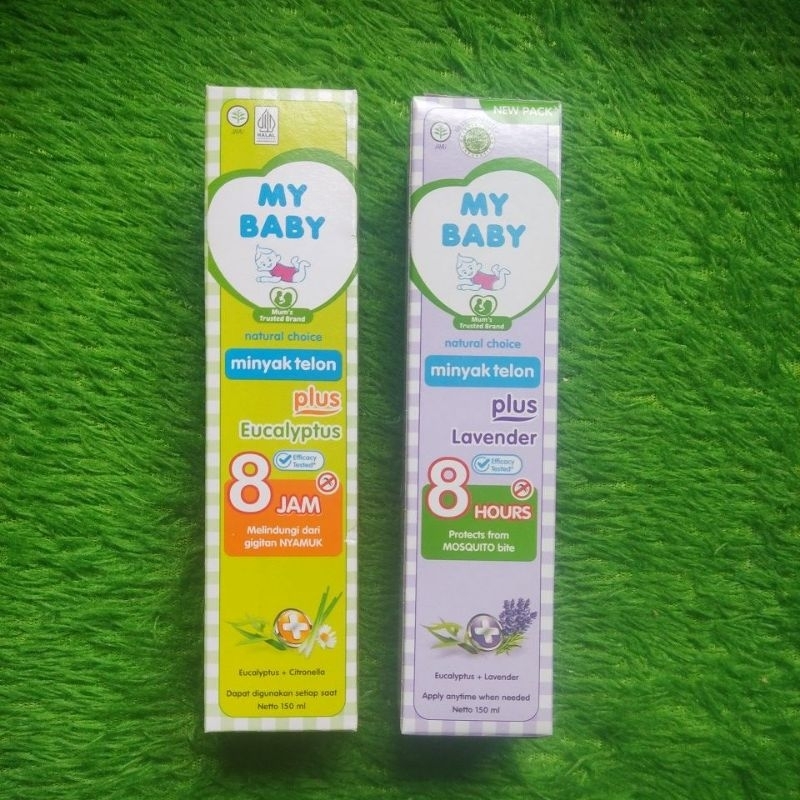 JAMU
HALAL
MY
BABY
Mum's
Trusted Brand
natural choice
minyak telon
plus
Eucalyptus
Efficacy
Tested*
8 JAM
Melindungi dari
gigitan NYAMUK
Eucalyptus + Citronella
Dapat digunakan setiap saat
Netto 150 ml
NEW PACK
JAMU
MY
BABY
Mum's
Trusted Brand
natural choice
minyak telon
plus
Lavender
Efficacy
Tested*
8 HOURS
Protects from
MOSQUITO bite
Eucalyptus + Lavender
Apply anytime when needed
Netto 150 ml